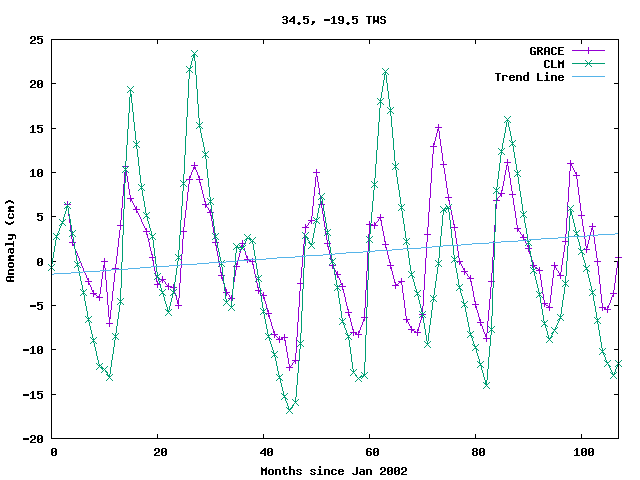 34.5, -19.5 TWS
GRACE
CLM
Trend Line
25
20
15
10
5
0
-5
-10
-15
-20
Anomaly (cm)
0 20 40 60 80 100
Months since Jan 2002